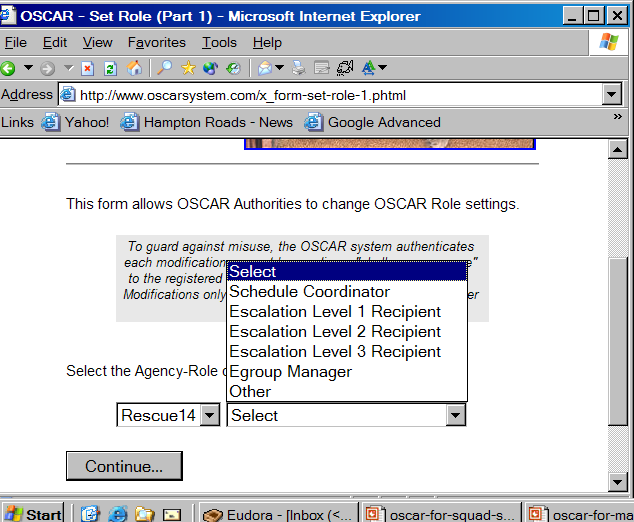 OSCAR - Set Role (Part 1) - Microsoft Internet Explorer
File Edit View Favorites Tools Help
Address http://www.oscarsystem.com/x_form-set-role-1.phtml
Links Yahoo! Hampton Roads - News Google Advanced »
This form allows OSCAR Authorities to change OSCAR Role settings.
To guard against misuse, the OSCAR system authenticates
each modification
to the registered
Modifications only
Select
Schedule Coordinator
Escalation Level 1 Recipient
Escalation Level 2 Recipient
Escalation Level 3 Recipient
Egroup Manager
Other
Select the Agency-Role
Rescue14 Select
Continue...
Start Eudora - [Inbox (<... oscar-for-squad-s... oscar-for-ma